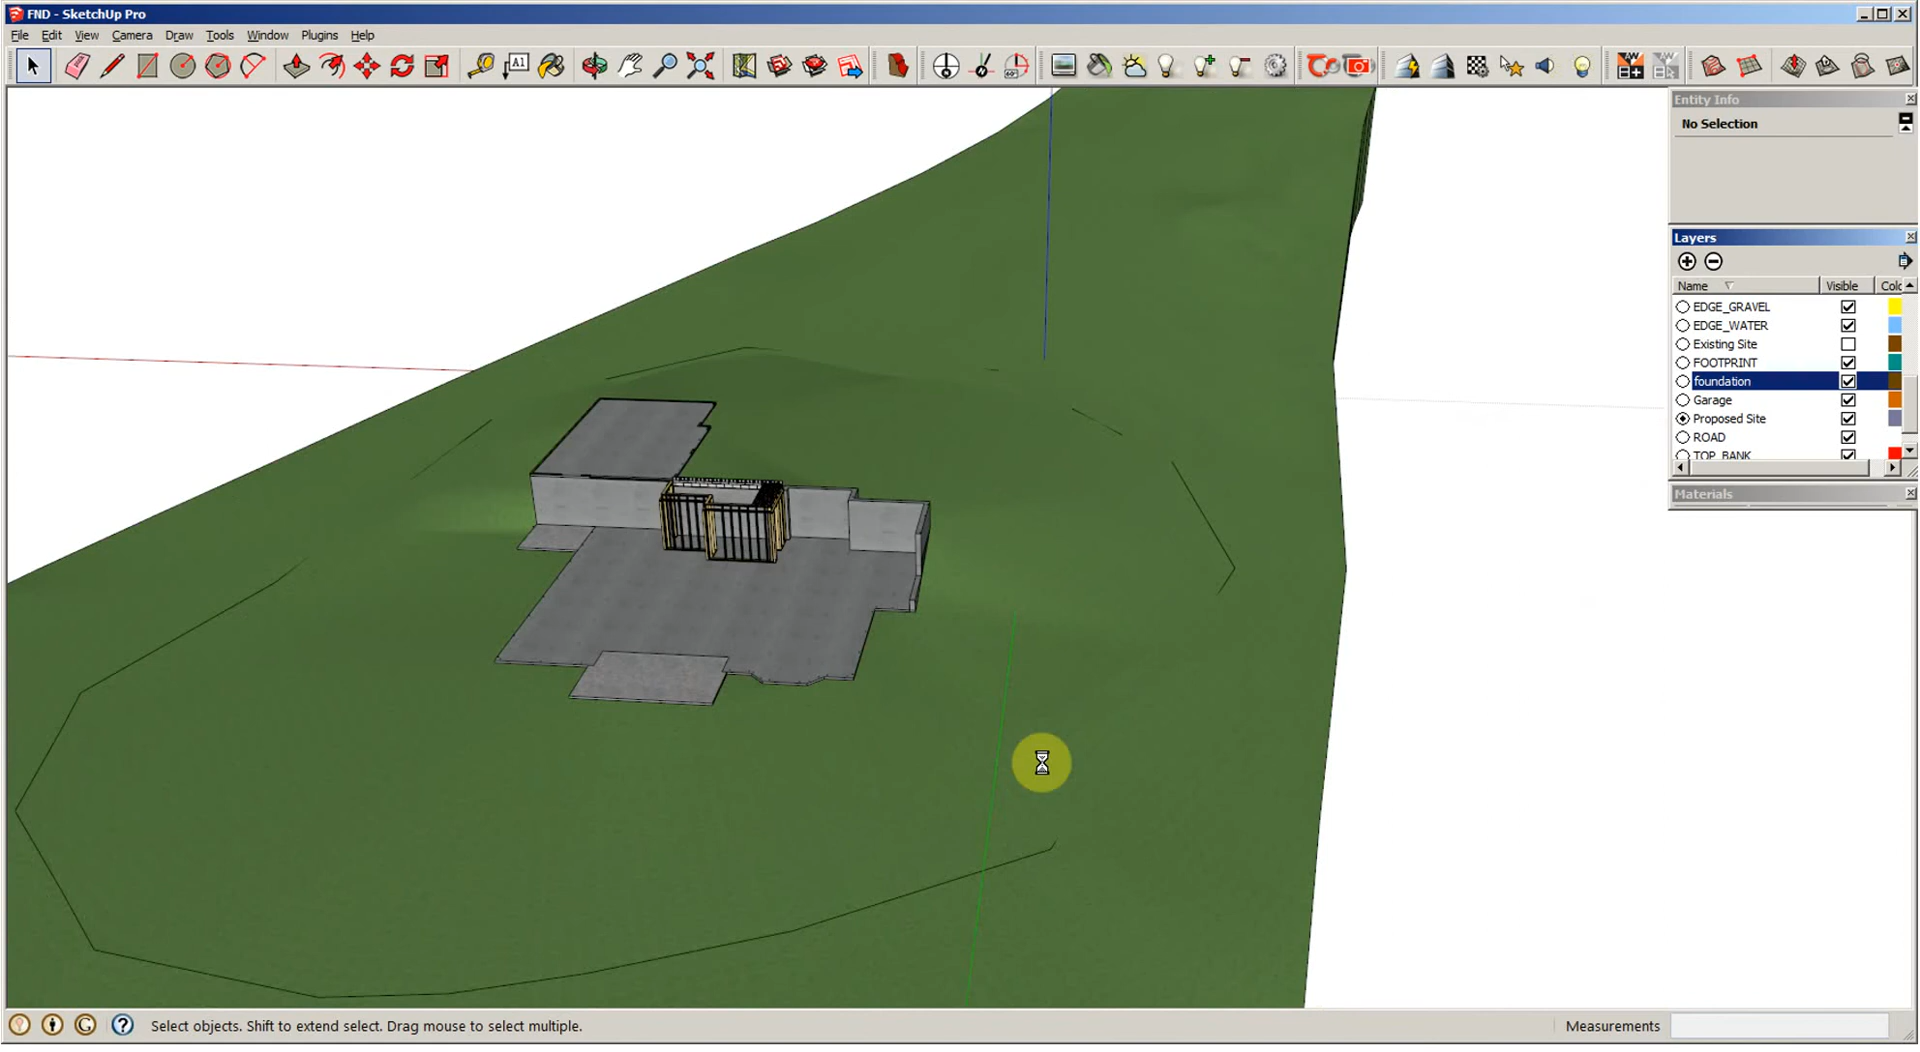 FND - SketchUp Pro
File Edit View Camera Draw Tools Window Plugins Help
A1
Entity Info
No Selection
Layers
Name Visible Colc
EDGE_GRAVEL
EDGE_WATER
Existing Site
FOOTPRINT
foundation
Garage
Proposed Site
ROAD
TOP_BANK
Materials
Select objects. Shift to extend select. Drag mouse to select multiple.
Measurements